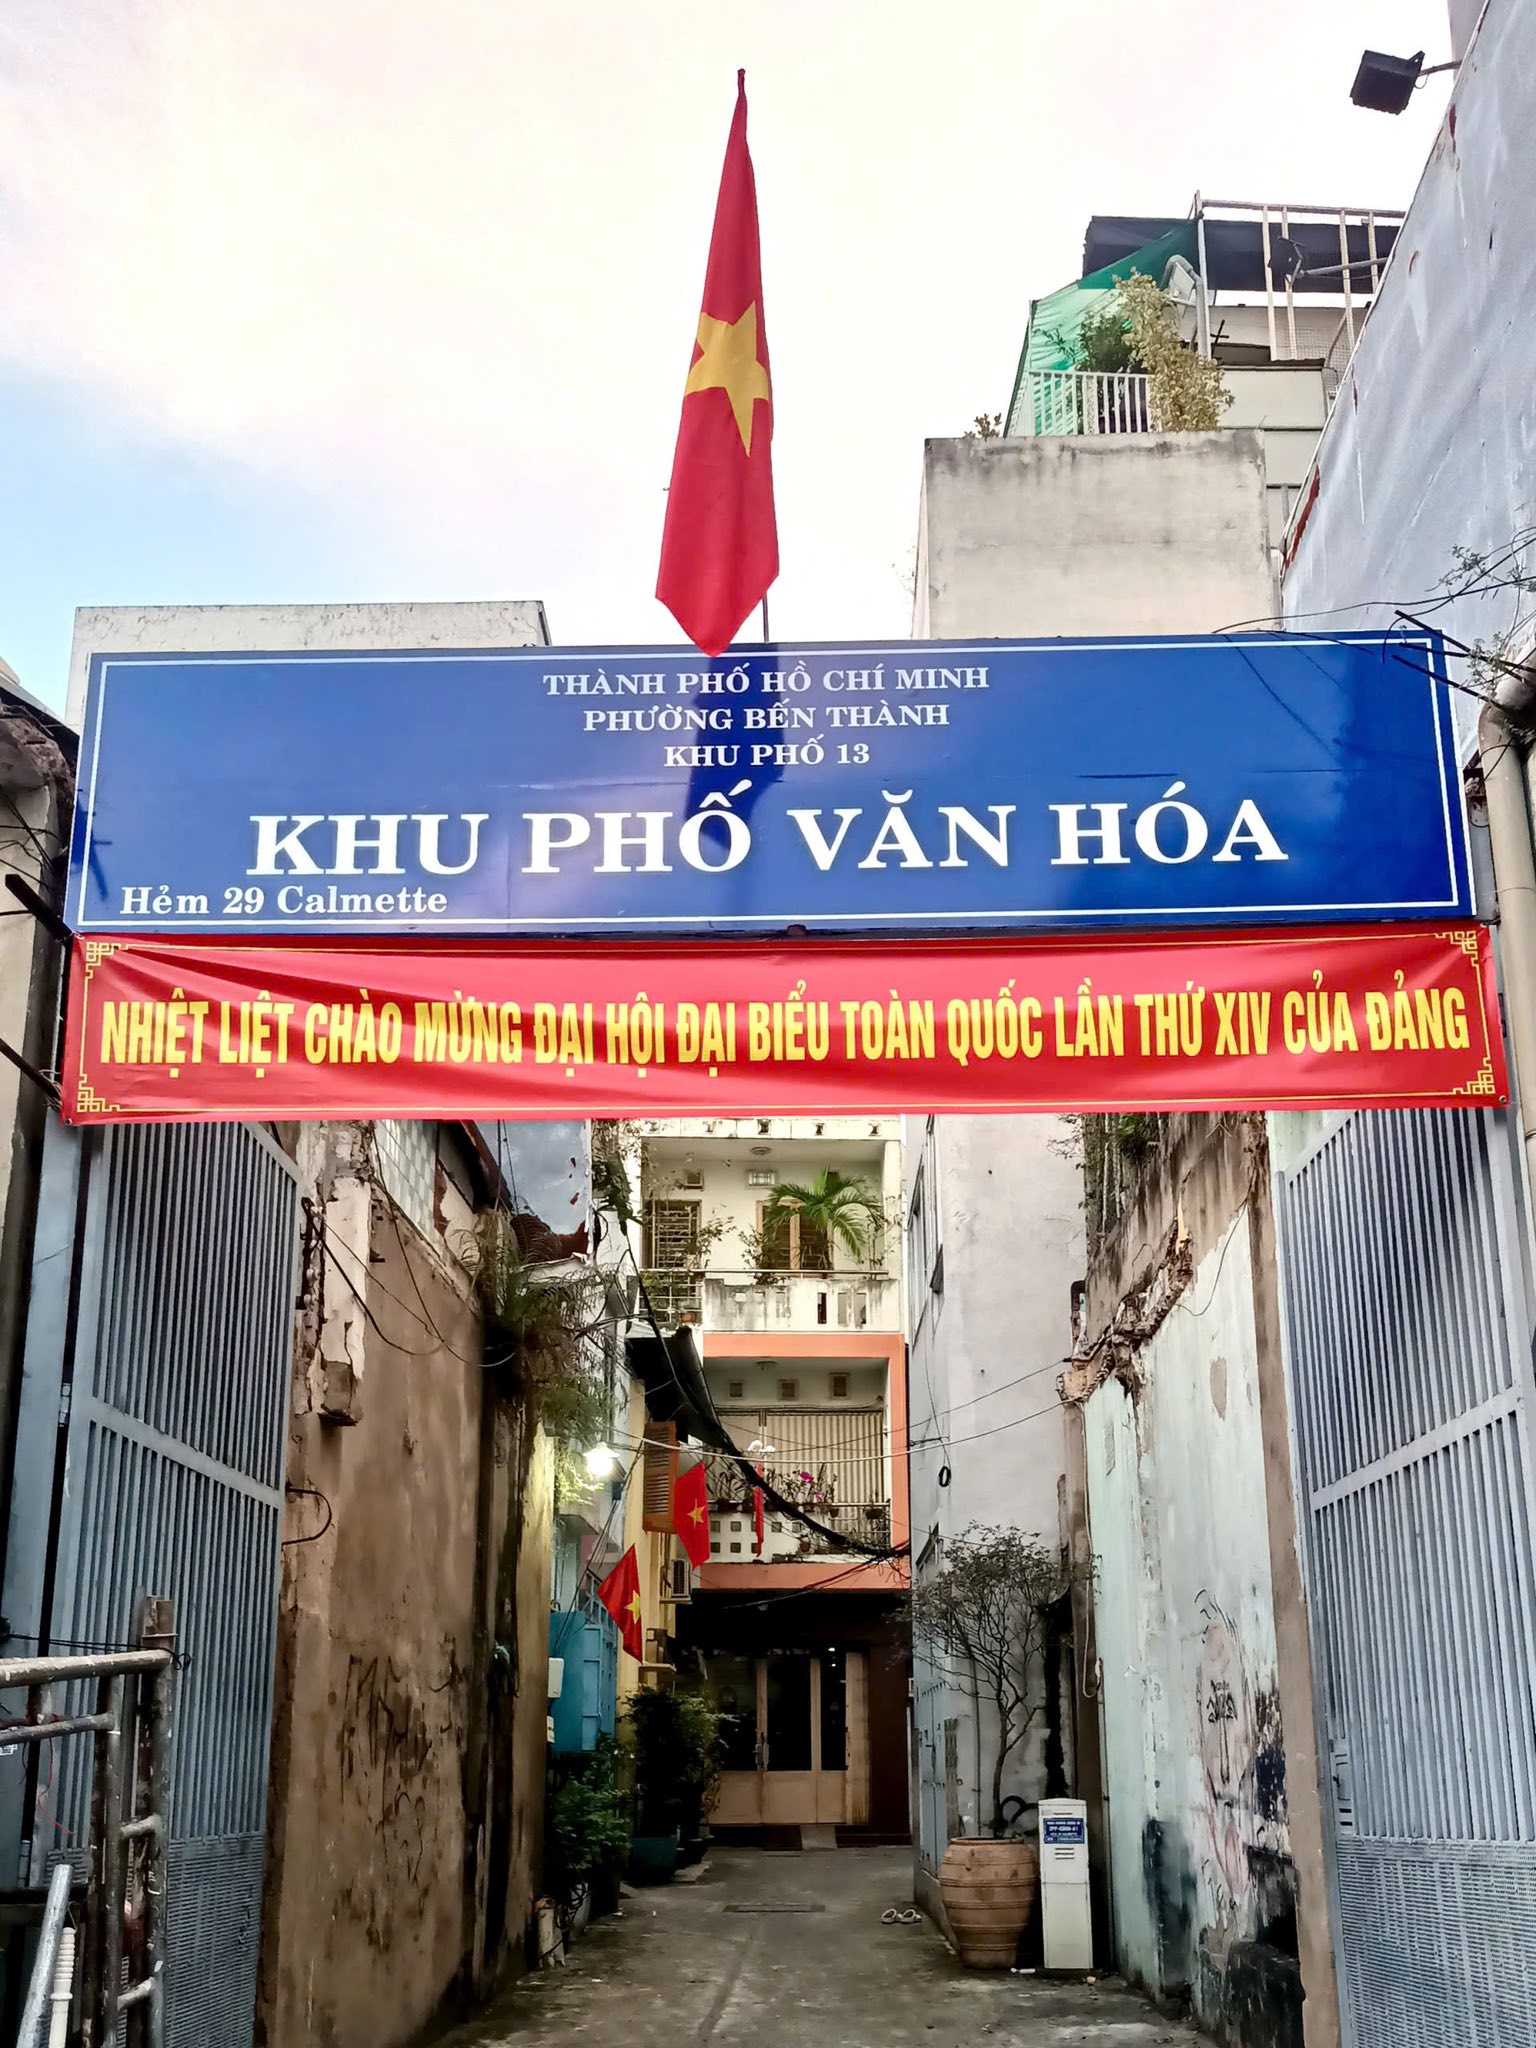 THÀNH PHỐ HỒ CHÍ MINH
PHƯỜNG BẾN THÀNH
KHU PHỐ 13
KHU PHỐ VĂN HÓA
Hẻm 29 Calmette
NHIỆT LIỆT CHÀO MỪNG ĐẠI HỘI ĐẠI BIỂU TOÀN QUỐC LẦN THỨ XIV CỦA ĐẢNG